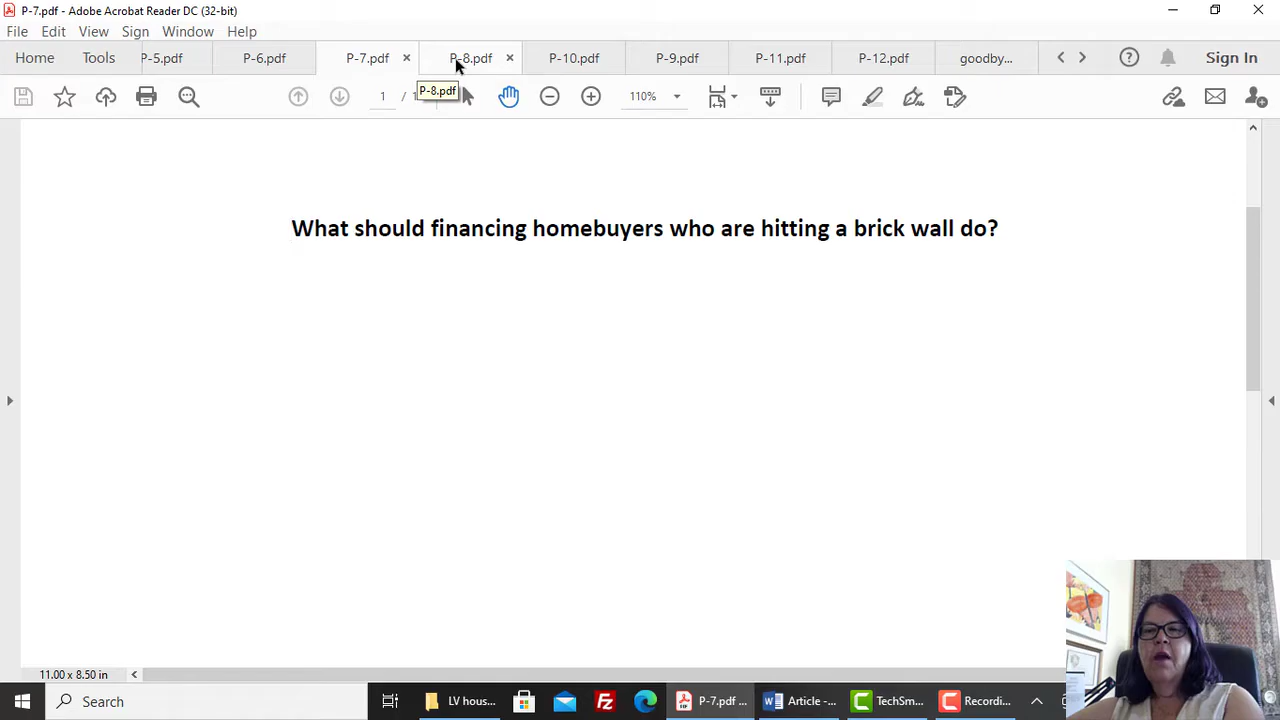 P-7.pdf - Adobe Acrobat Reader DC (32-bit)
File Edit View Sign Window Help
Home Tools P-5.pdf P-6.pdf P-7.pdf P-8.pdf P-10.pdf P-9.pdf P-11.pdf P-12.pdf goodby... Sign In
1 / 110%
P-8.pdf
What should financing homebuyers who are hitting a brick wall do?
11.00 x 8.50 in
Search LV hous... P-7.pdf ... Article -... TechSm... Recordi...